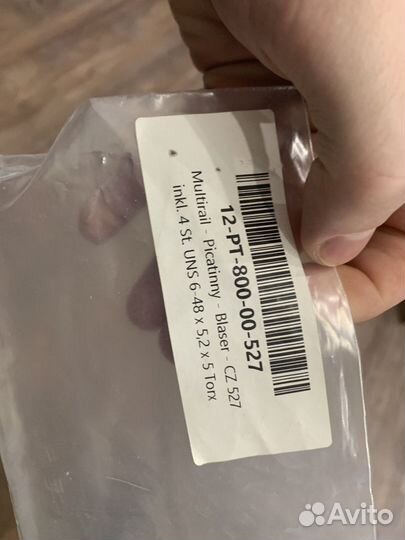 12-PT-800-00-527
Multirail - Picatinny - Blaser - CZ 527
inkl. 4 St. UNS 6-48 x 5,2 x 5 Torx
Avito